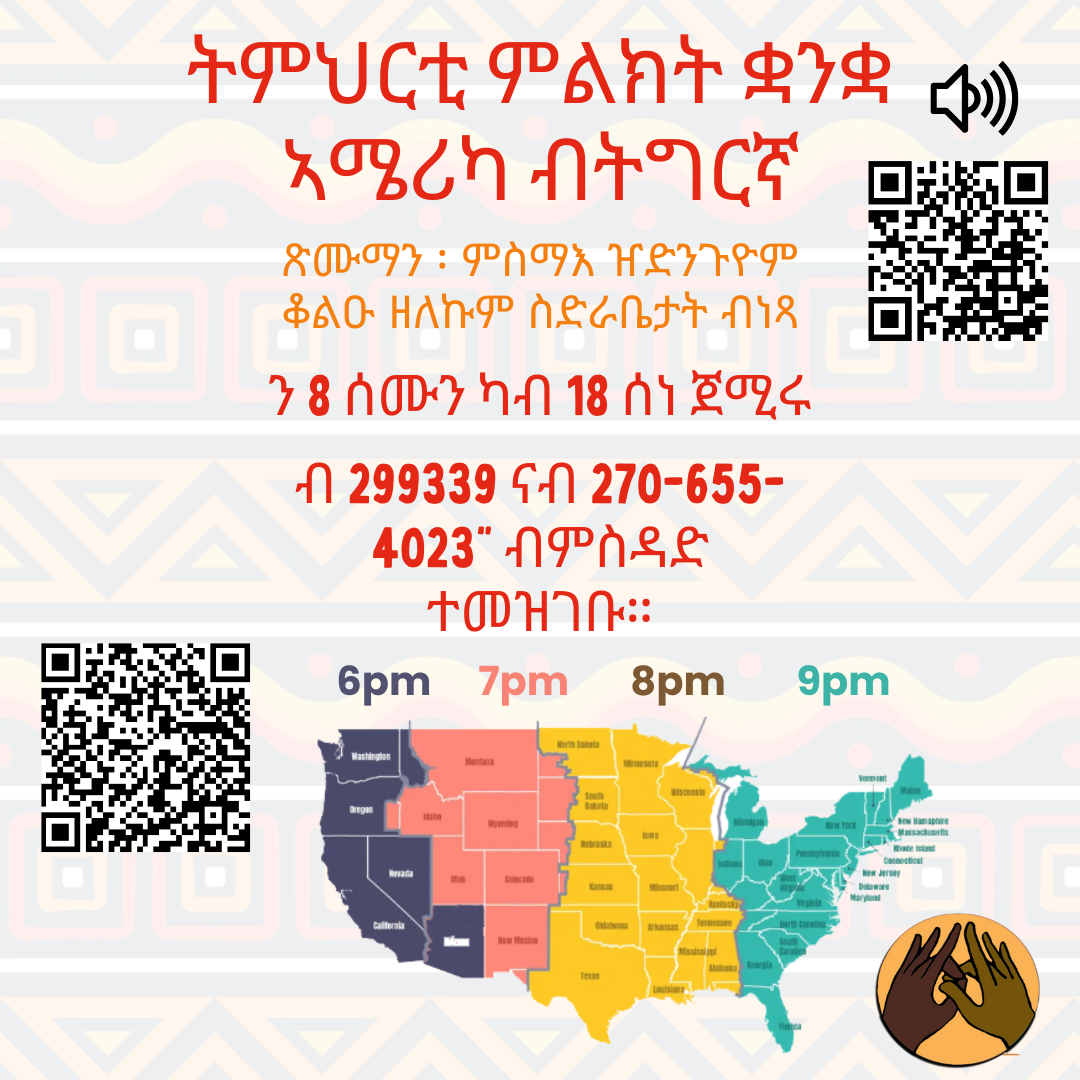 ትምህርቲ ምልክት ቋንቋ
ኣሜሪካ ብትግርኛ
ጽሙማን ፡ ምስማእ ዠድንጉዮም
ቆልዑ ዘለኩም ስድራቤታት ብነጻ
ን 8 ሰሙን ካብ 18 ሰነ ጀሚሩ
ብ 299339 ናብ 270-655-
4023" ብምስዳድ
ተመዝገቡ።
6pm 7pm 8pm 9pm
Washington
Montana
North Dakota
Minnesota
Vermont
Maine
Oregon
Idaho
Wyoming
South
Dakota
Wisconsin
Michigan
New York
New Hamsphire
Massachusetts
Rhode Island
Connecticut
Nebraska
Iowa
Indiana
Ohio
Pennsylvania
New Jersey
Delaware
Maryland
Nevada
Utah
Colorado
Kansas
Missouri
West
Virginia
Virginia
Kentucky
California
New Mexico
Oklahoma
Arkansas
Tennessee
North Carolina
South
Carolina
Mississippi
Alabama
Georgia
Texas
Louisiana
Florida